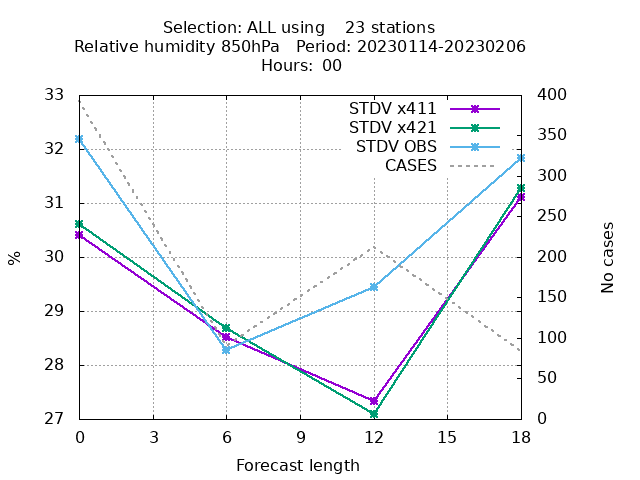 Selection: ALL using    23 stations
Relative humidity 850hPa   Period: 20230114-20230206
Hours: 00
33
32
31
30
29
28
27
%
STDV x411
STDV x421
STDV OBS
CASES
400
350
300
250
200
150
100
50
0
No cases
0 3 6 9 12 15 18
Forecast length